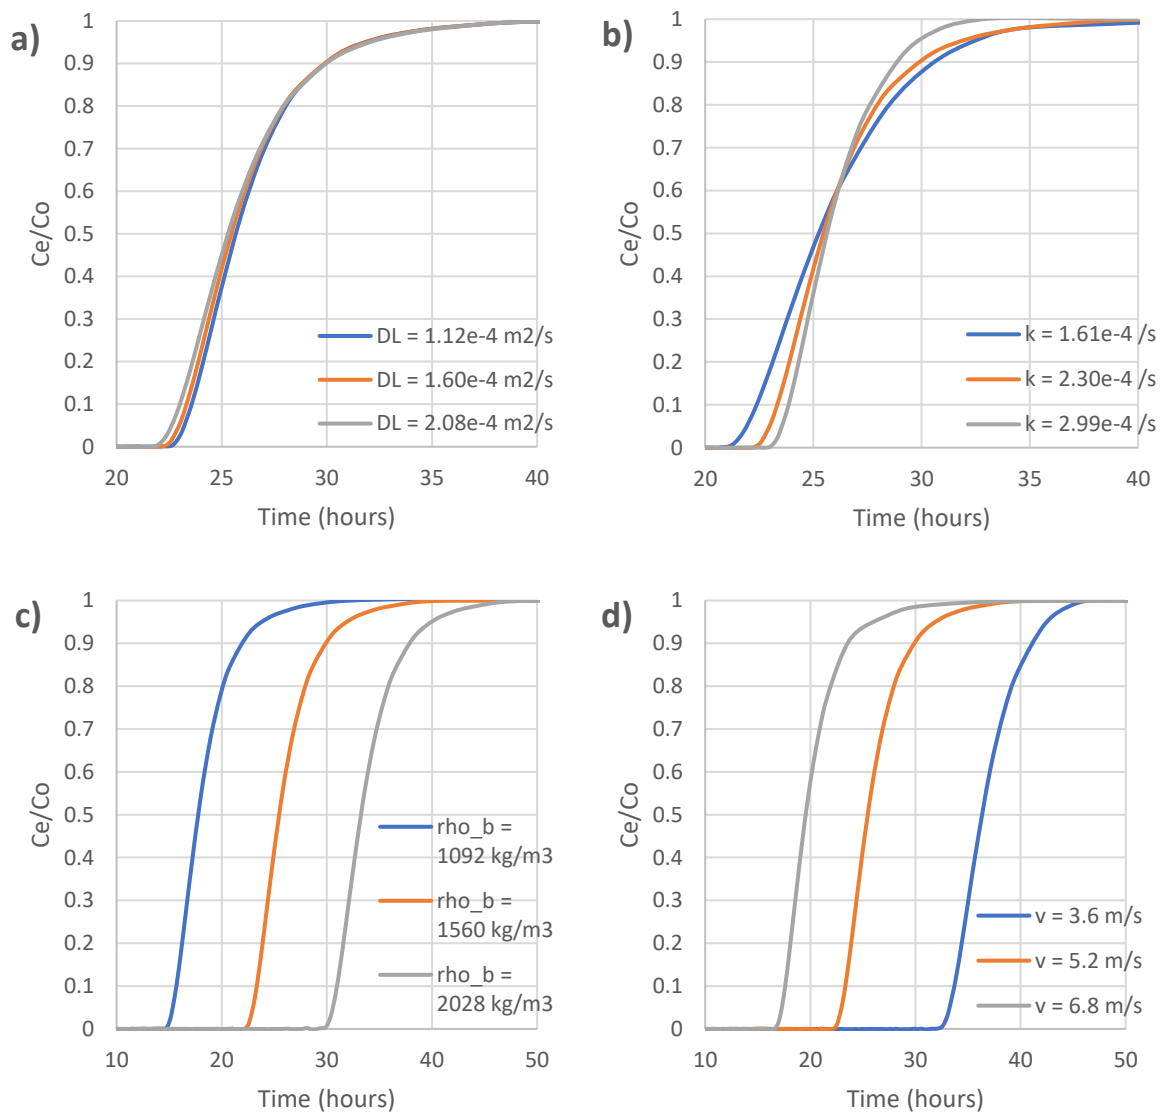 a)
1
0.9
0.8
0.7
0.6
0.5
0.4
0.3
0.2
0.1
0
Ce/Co
DL = 1.12e-4 m2/s
DL = 1.60e-4 m2/s
DL = 2.08e-4 m2/s
20 25 30 35 40
Time (hours)
b)
1
0.9
0.8
0.7
0.6
0.5
0.4
0.3
0.2
0.1
0
Ce/Co
k = 1.61e-4 /s
k = 2.30e-4 /s
k = 2.99e-4 /s
20 25 30 35 40
Time (hours)
c)
1
0.9
0.8
0.7
0.6
0.5
0.4
0.3
0.2
0.1
0
Ce/Co
rho_b =
1092 kg/m3
rho_b =
1560 kg/m3
rho_b =
2028 kg/m3
10 20 30 40 50
Time (hours)
d)
1
0.9
0.8
0.7
0.6
0.5
0.4
0.3
0.2
0.1
0
Ce/Co
v = 3.6 m/s
v = 5.2 m/s
v = 6.8 m/s
10 20 30 40 50
Time (hours)